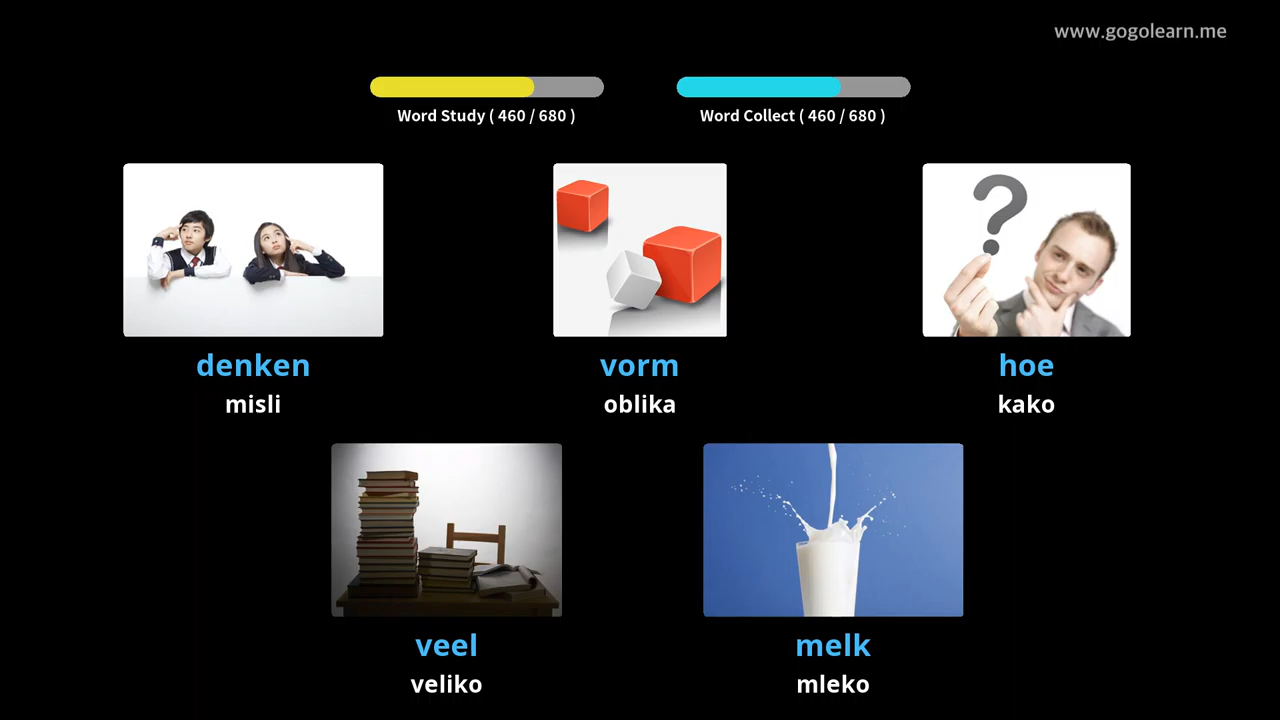 www.gogolearn.me
Word Study ( 460 / 680 )
Word Collect ( 460 / 680 )
denken
misli
vorm
oblika
hoe
kako
veel
veliko
melk
mleko